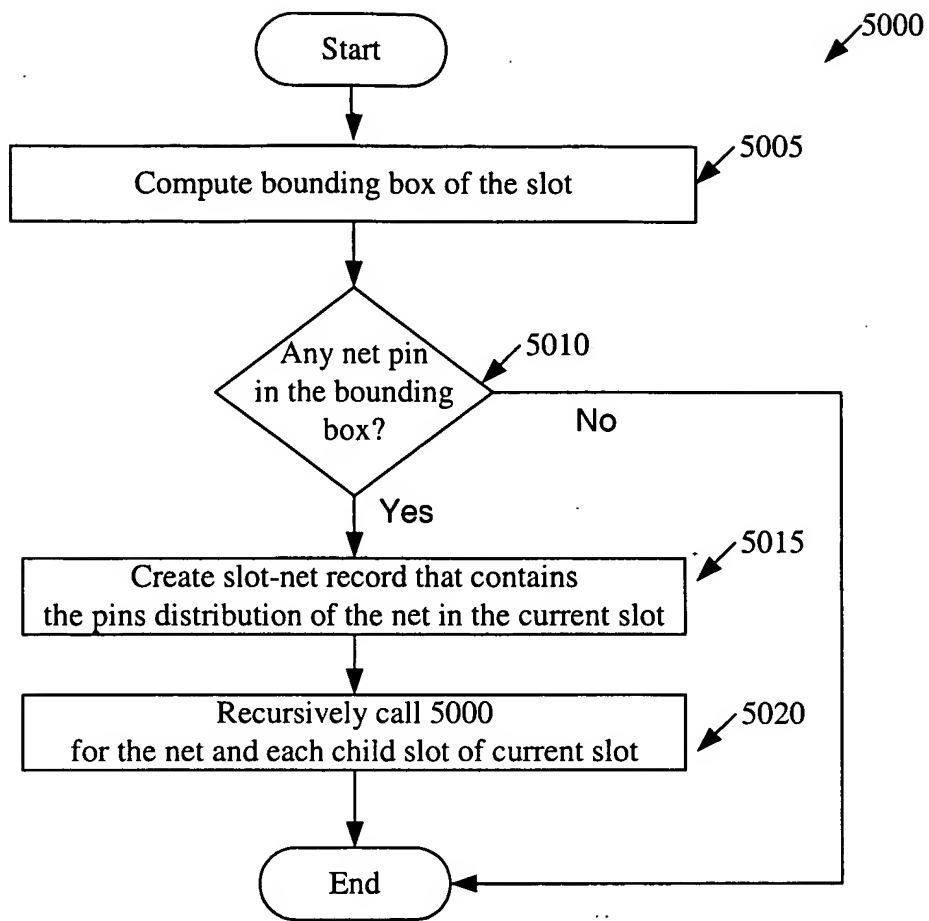 5000
Start
5005
Compute bounding box of the slot
Any net pin
in the bounding
box?
5010
No
Yes
5015
Create slot-net record that contains
the pins distribution of the net in the current slot
Recursively call 5000
for the net and each child slot of current slot
5020
End